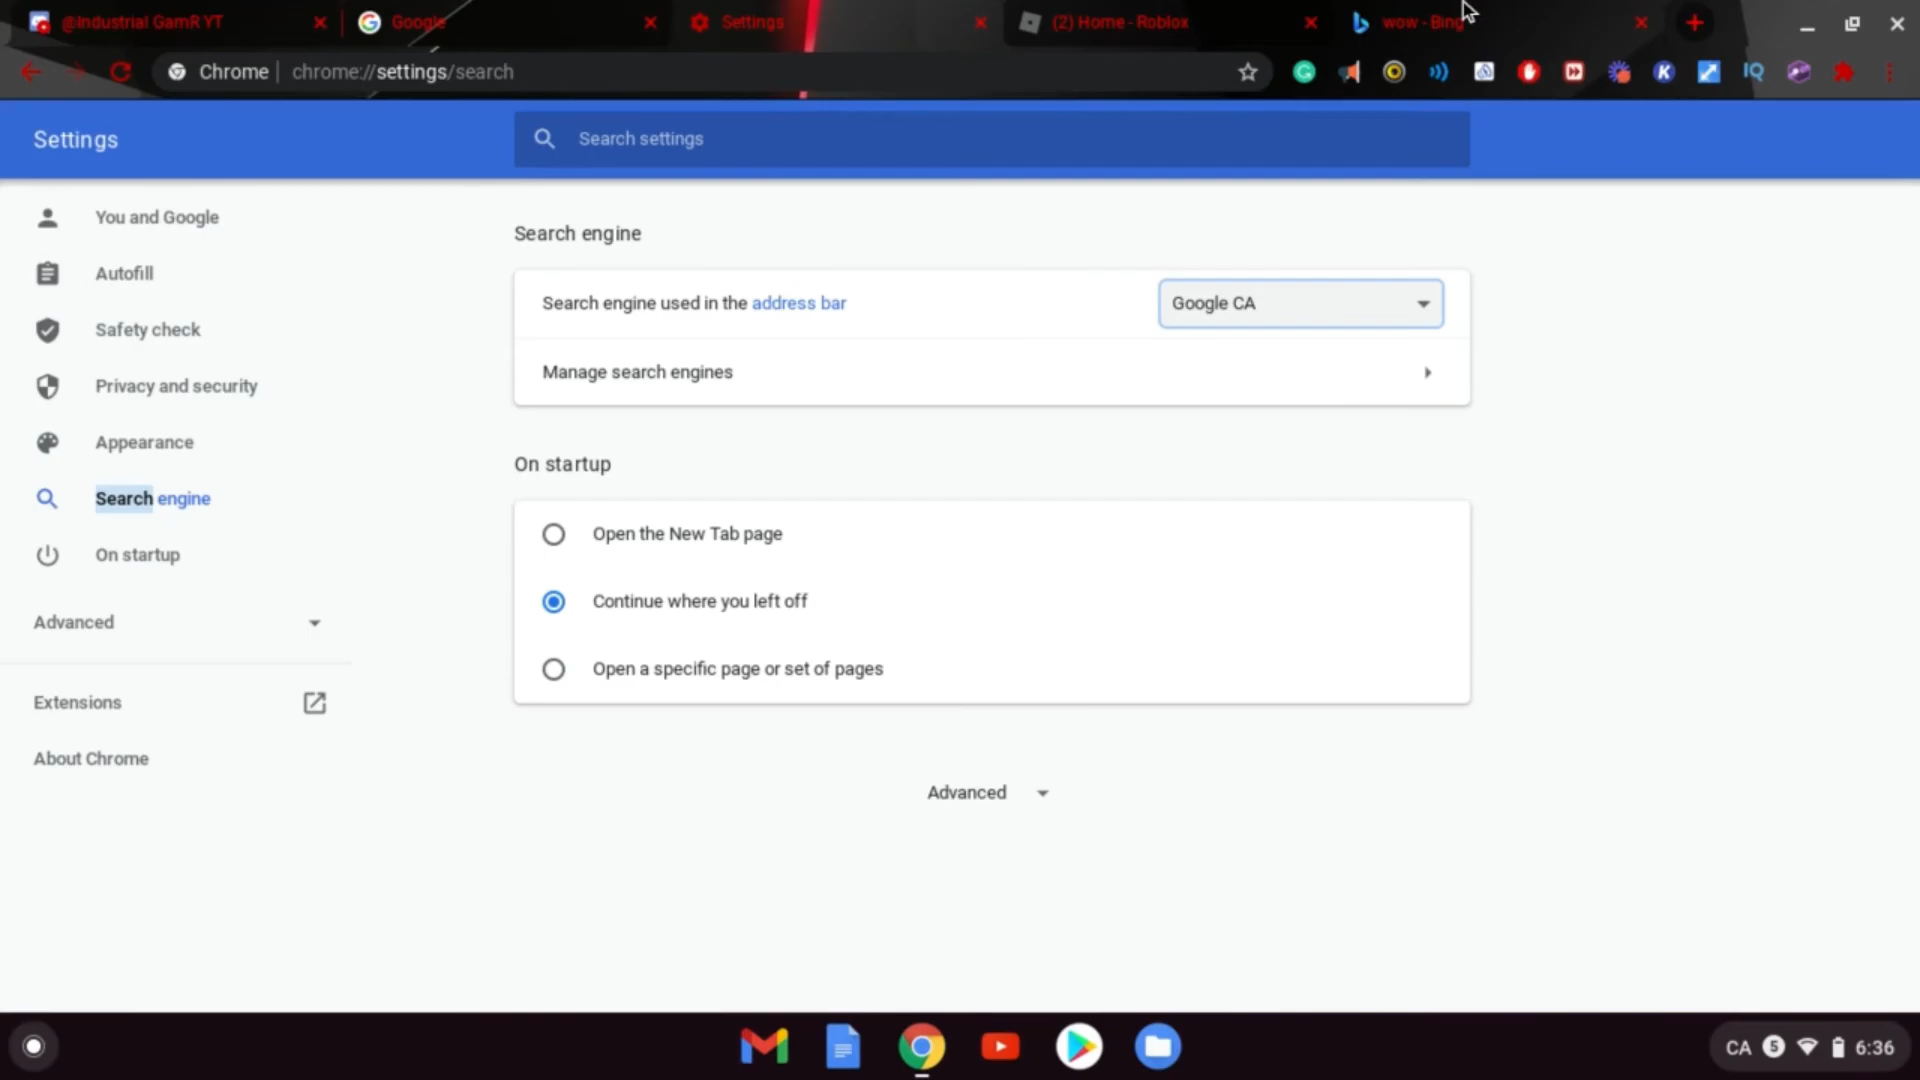 @Industrial GamR YT
Google
Settings
(2) Home - Roblox
wow - Bing
Chrome
chrome://settings/search
IQ
Settings
Search settings
You and Google
Autofill
Safety check
Privacy and security
Appearance
Search engine
On startup
Advanced
Extensions
About Chrome
Search engine
Search engine used in the address bar
Google CA
Manage search engines
On startup
Open the New Tab page
Continue where you left off
Open a specific page or set of pages
Advanced
CA 5 6:36